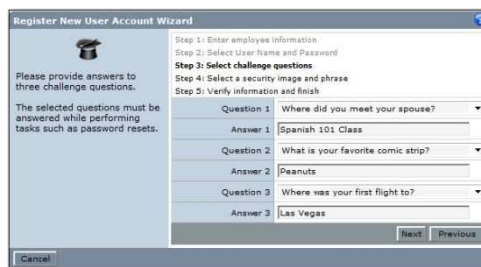 Register New User Account Wizard
Please provide answers to
three challenge questions.
The selected questions must be
answered while performing
tasks such as password resets.
Step 1: Enter employee information
Step 2: Select User Name and Password
Step 3: Select challenge questions
Step 4: Select a security image and phrase
Step 5: Verify information and finish
Question 1 Where did you meet your spouse?
Answer 1 Spanish 101 Class
Question 2 What is your favorite comic strip?
Answer 2 Peanuts
Question 3 Where was your first flight to?
Answer 3 Las Vegas
Next Previous
Cancel